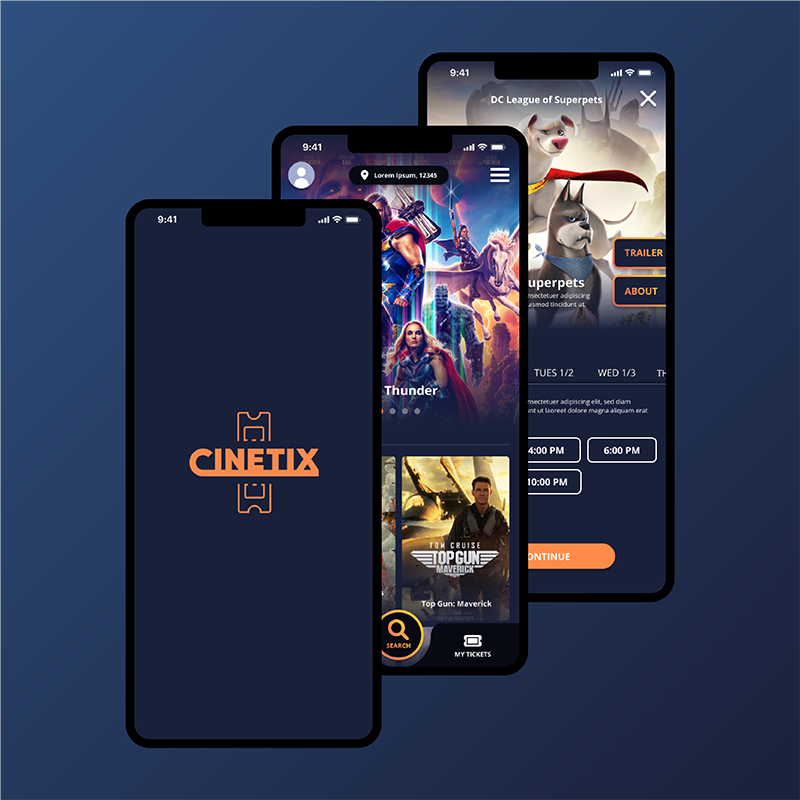 9:41
CINETIX
9:41
Lorem Ipsum, 12345
Thunder
TOM CRUISE
TOP GUN
MAVERICK
Top Gun: Maverick
SEARCH
MY TICKETS
9:41
DC League of Superpets
TRAILER
uperpets
nsectetuer adipiscing
uismod tincidunt ut
ABOUT
TUES 1/2 WED 1/3 TH
nsectetuer adipiscing elit, sed diam
unt ut laoreet dolore magna aliquam erat
4:00 PM 6:00 PM
10:00 PM
ONTINUE